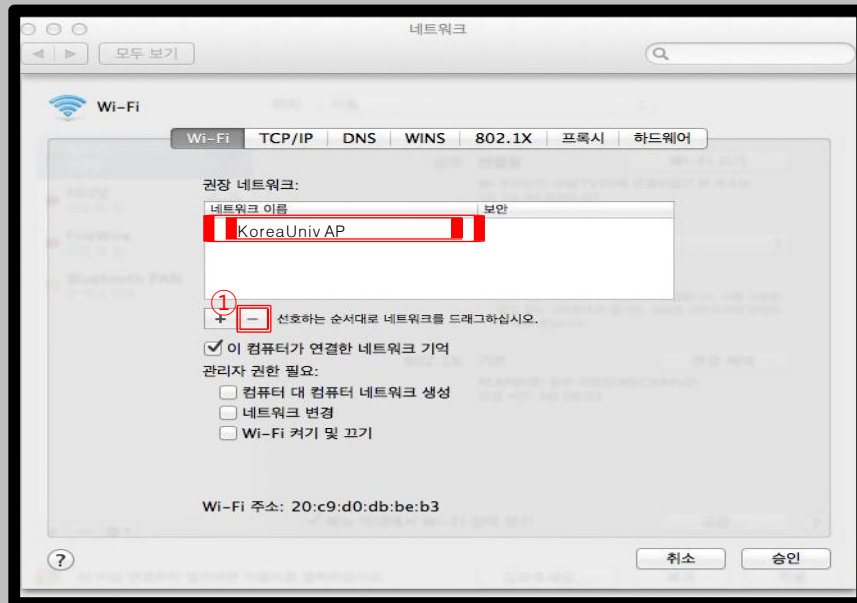 네트워크
모두 보기
Wi-Fi
Wi-Fi TCP/IP DNS WINS 802.1X 프록시 하드웨어
권장 네트워크:
네트워크 이름 보안
KoreaUniv AP
①
+ − 선호하는 순서대로 네트워크를 드래그하십시오.
이 컴퓨터가 연결한 네트워크 기억
관리자 권한 필요:
컴퓨터 대 컴퓨터 네트워크 생성
네트워크 변경
Wi-Fi 켜기 및 끄기
Wi-Fi 주소: 20:c9:d0:db:be:b3
? 취소 승인